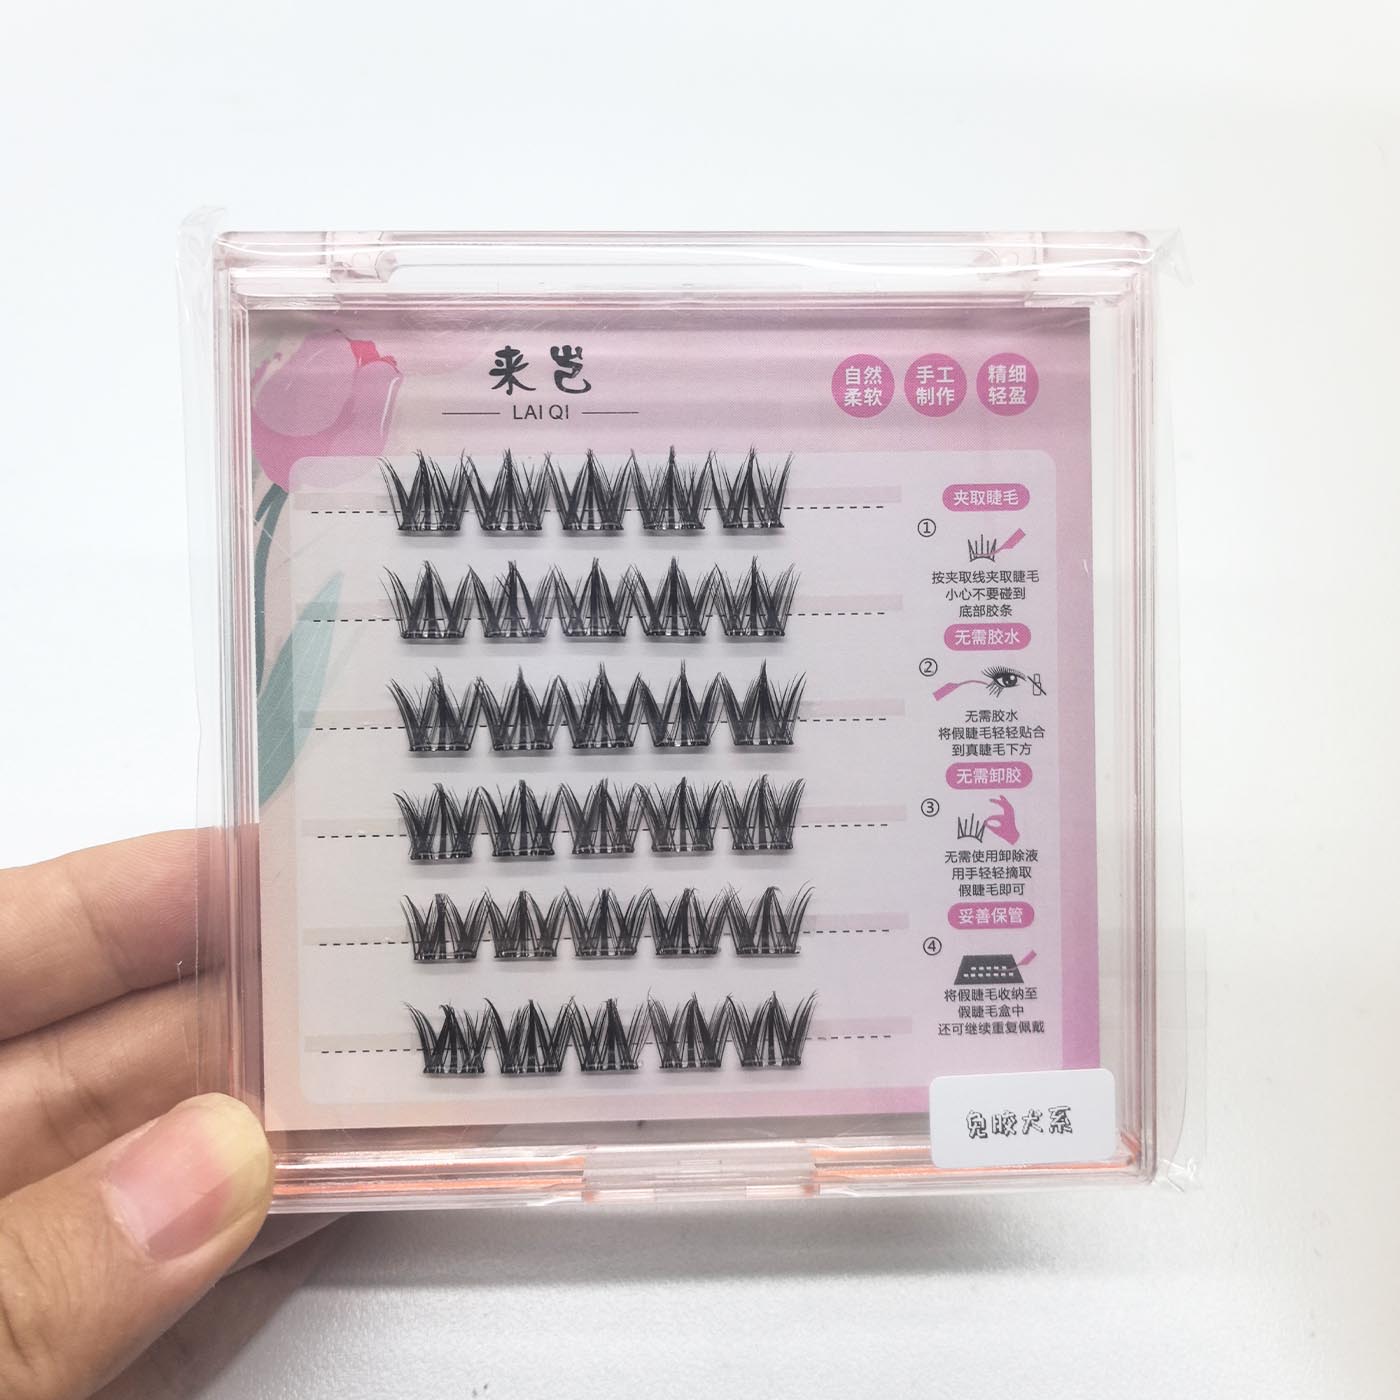 来岂
LAI QI
自然
柔软
手工
制作
精细
轻盈
夹取睫毛
①
按夹取线夹取睫毛
小心不要碰到
底部胶条
无需胶水
②
无需胶水
将假睫毛轻轻贴合
到真睫毛下方
无需卸胶
③
无需使用卸除液
用手轻轻摘取
假睫毛即可
妥善保管
④
将假睫毛收纳至
假睫毛盒中
还可继续重复佩戴
免胶犬系